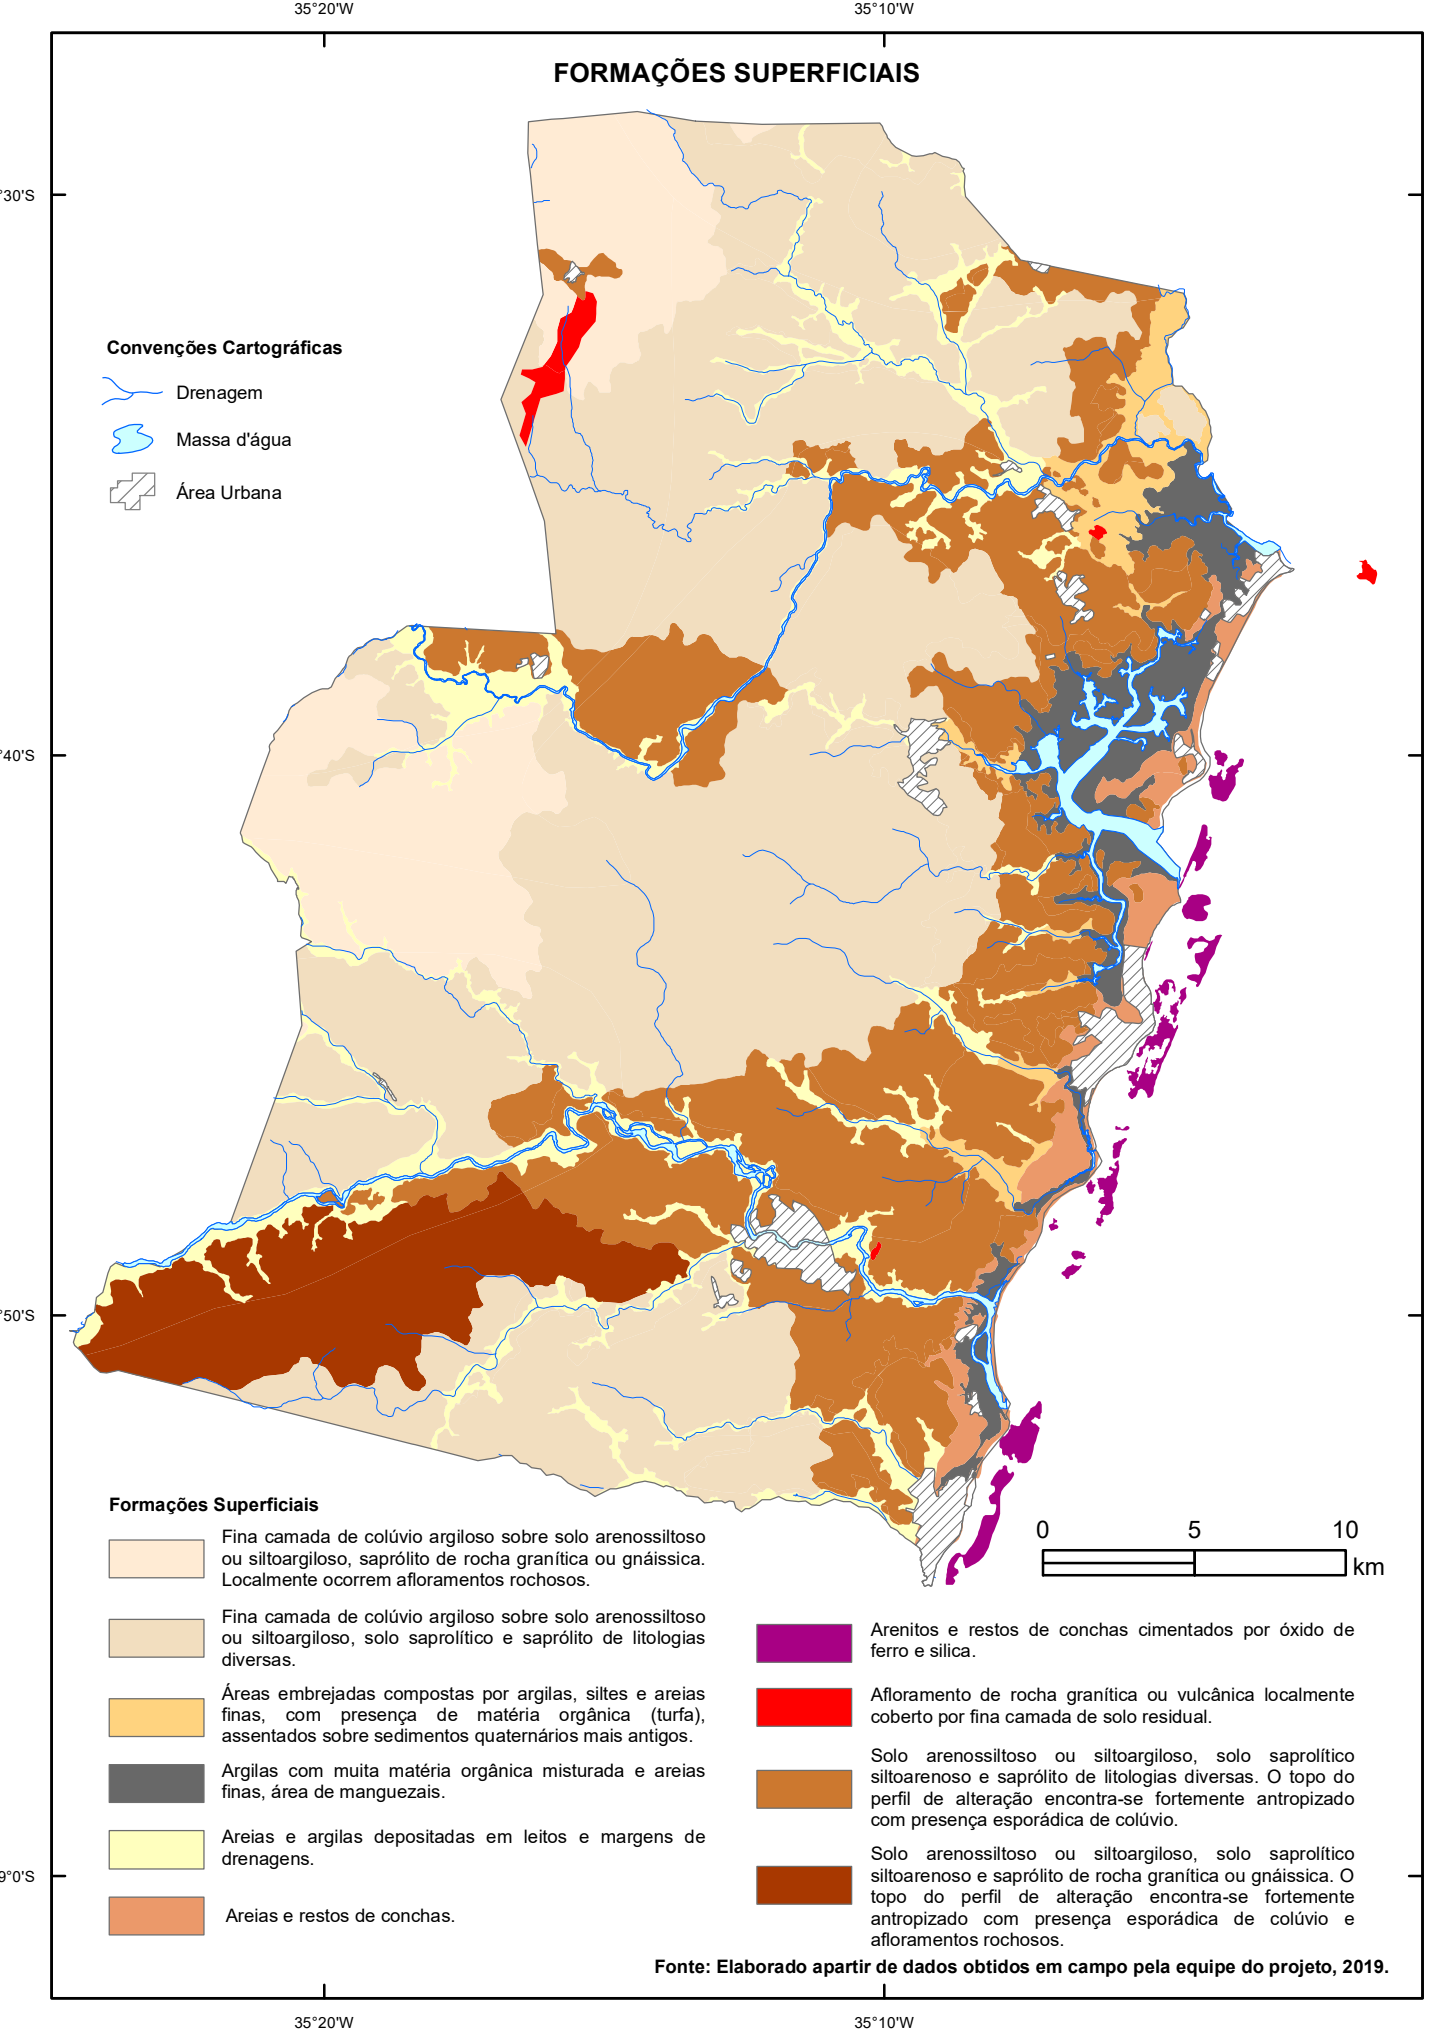 35°20'W
35°10'W
FORMAÇÕES SUPERFICIAIS
°30'S
Convenções Cartográficas
Drenagem
Massa d'água
Área Urbana
°40'S
°50'S
Formações Superficiais
Fina camada de colúvio argiloso sobre solo arenossiltoso
ou siltoargiloso, saprólito de rocha granítica ou gnáissica.
Localmente ocorrem afloramentos rochosos.
Fina camada de colúvio argiloso sobre solo arenossiltoso
ou siltoargiloso, solo saprolítico e saprólito de litologias
diversas.
Áreas embrejadas compostas por argilas, siltes e areias
finas, com presença de matéria orgânica (turfa),
assentados sobre sedimentos quaternários mais antigos.
Argilas com muita matéria orgânica misturada e areias
finas, área de manguezais.
Areias e argilas depositadas em leitos e margens de
drenagens.
Areias e restos de conchas.
0
5
10
km
Arenitos e restos de conchas cimentados por óxido de
ferro e silica.
Afloramento de rocha granítica ou vulcânica localmente
coberto por fina camada de solo residual.
Solo arenossiltoso ou siltoargiloso, solo saprolítico
siltoarenoso e saprólito de litologias diversas. O topo do
perfil de alteração encontra-se fortemente antropizado
com presença esporádica de colúvio.
Solo arenossiltoso ou siltoargiloso, solo saprolítico
siltoarenoso e saprólito de rocha granítica ou gnáissica. O
topo do perfil de alteração encontra-se fortemente
antropizado com presença esporádica de colúvio e
afloramentos rochosos.
9°0'S
Fonte: Elaborado apartir de dados obtidos em campo pela equipe do projeto, 2019.
35°20'W
35°10'W